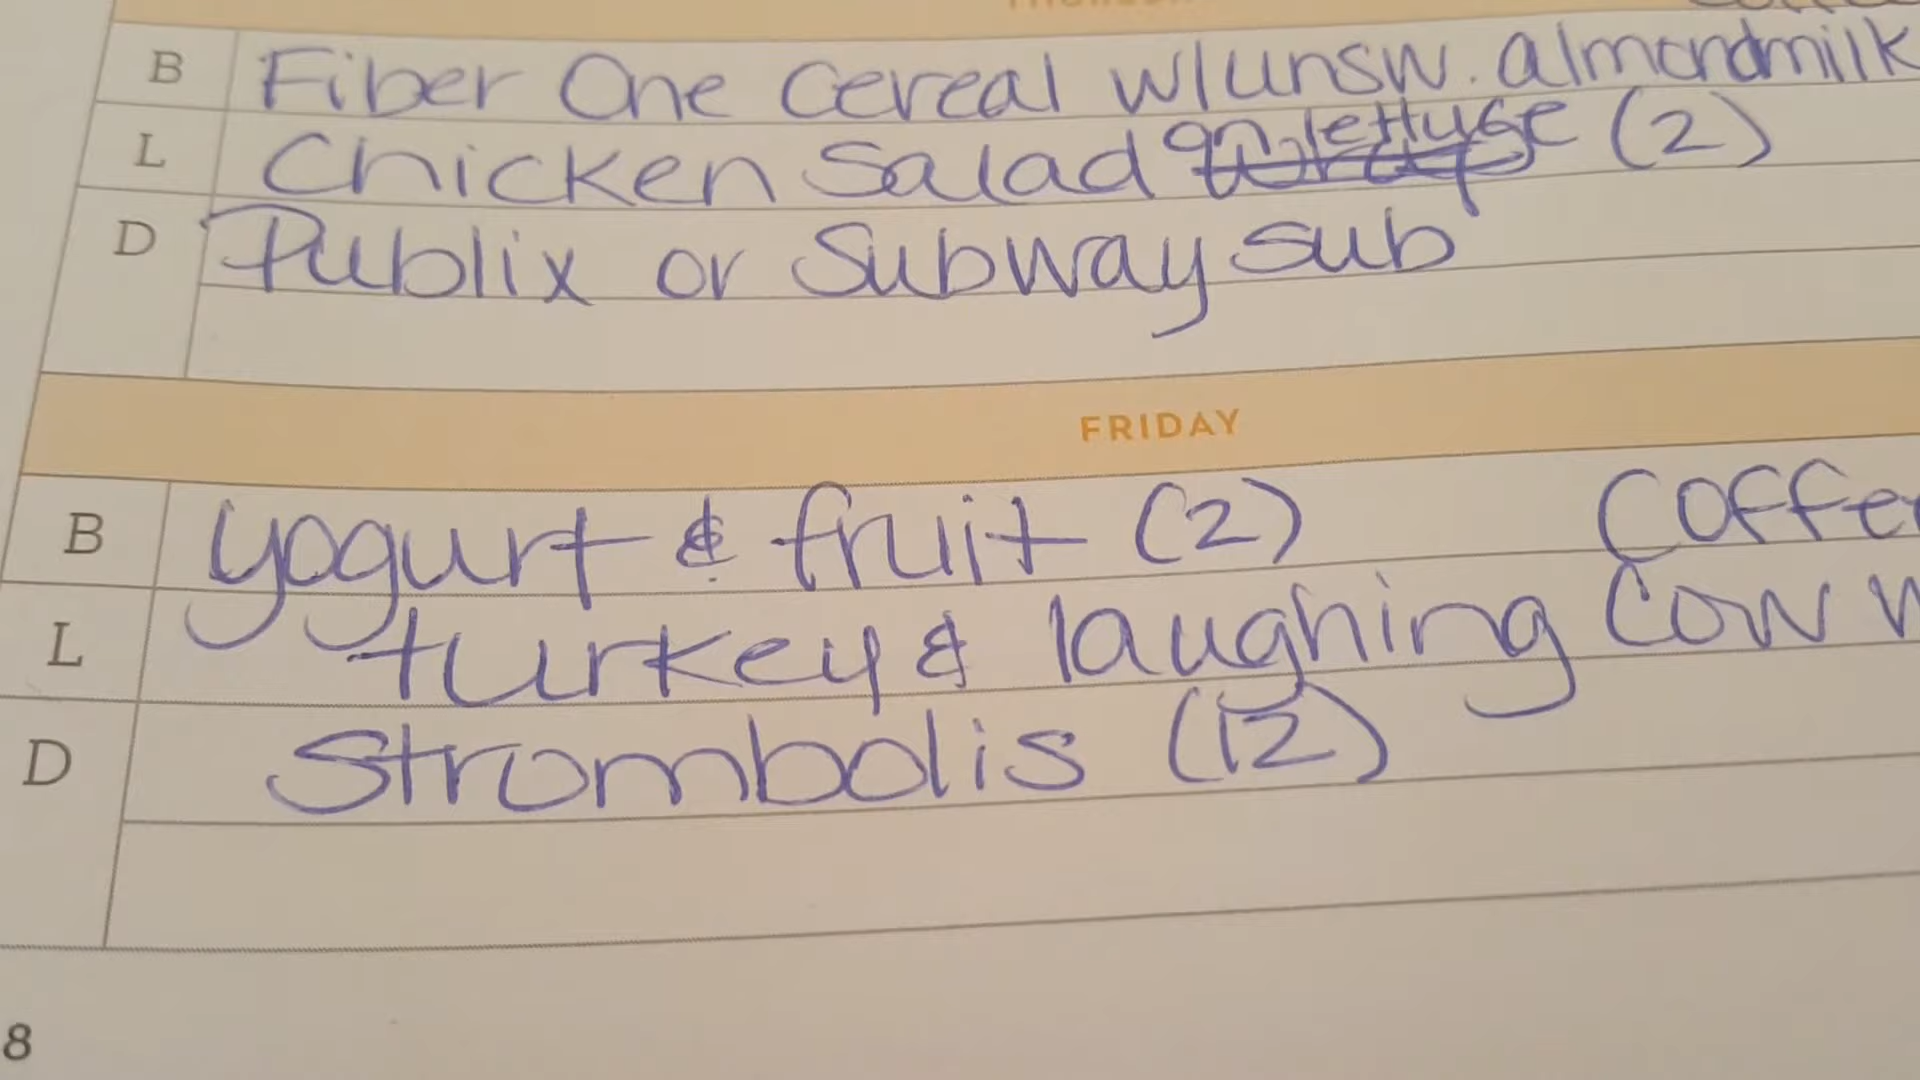 B Fiber One Cereal w/unsw. almondmilk
L Chicken Salad on lettuce (2)
D Publix or Subway sub
FRIDAY
B yogurt & fruit (2) Coffee
L turkey & laughing Cow w
D Strombolis (12)
8